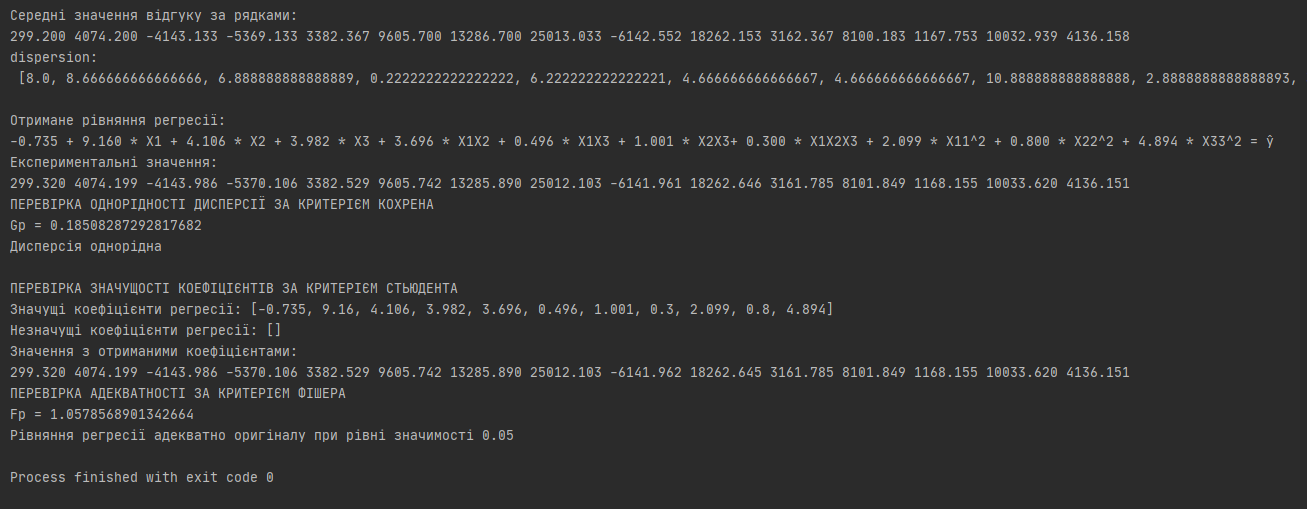 Середні значення відгуку за рядками:
299.200 4074.200 -4143.133 -5369.133 3382.367 9605.700 13286.700 25013.033 -6142.552 18262.153 3162.367 8100.183 1167.753 10032.939 4136.158
dispersion:
[8.0, 8.666666666666666, 6.888888888888889, 0.2222222222222222, 6.222222222222221, 4.666666666666667, 4.666666666666667, 10.888888888888888, 2.8888888888888893,
Отримане рівняння регресії:
-0.735 + 9.160 * X1 + 4.106 * X2 + 3.982 * X3 + 3.696 * X1X2 + 0.496 * X1X3 + 1.001 * X2X3+ 0.300 * X1X2X3 + 2.099 * X11^2 + 0.800 * X22^2 + 4.894 * X33^2 = ŷ
Експериментальні значення:
299.320 4074.199 -4143.986 -5370.106 3382.529 9605.742 13285.890 25012.103 -6141.961 18262.646 3161.785 8101.849 1168.155 10033.620 4136.151
ПЕРЕВІРКА ОДНОРІДНОСТІ ДИСПЕРСІЇ ЗА КРИТЕРІЄМ КОХРЕНА
Gp = 0.18508287292817682
Дисперсія однорідна
ПЕРЕВІРКА ЗНАЧУЩОСТІ КОЕФІЦІЄНТІВ ЗА КРИТЕРІЄМ СТЬЮДЕНТА
Значущі коефіцієнти регресії: [-0.735, 9.16, 4.106, 3.982, 3.696, 0.496, 1.001, 0.3, 2.099, 0.8, 4.894]
Незначущі коефіцієнти регресії: []
Значення з отриманими коефіцієнтами:
299.320 4074.199 -4143.986 -5370.106 3382.529 9605.742 13285.890 25012.103 -6141.962 18262.645 3161.785 8101.849 1168.155 10033.620 4136.151
ПЕРЕВІРКА АДЕКВАТНОСТІ ЗА КРИТЕРІЄМ ФІШЕРА
Fp = 1.0578568901342664
Рівняння регресії адекватно оригіналу при рівні значимості 0.05
Process finished with exit code 0